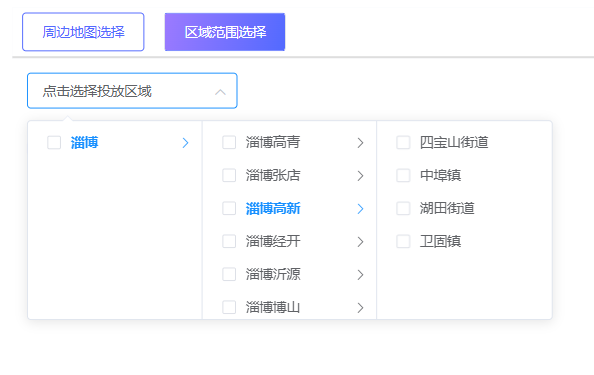 周边地图选择
区域范围选择
点击选择投放区域
淄博
淄博高青
淄博张店
淄博高新
淄博经开
淄博沂源
淄博博山
四宝山街道
中埠镇
湖田街道
卫固镇